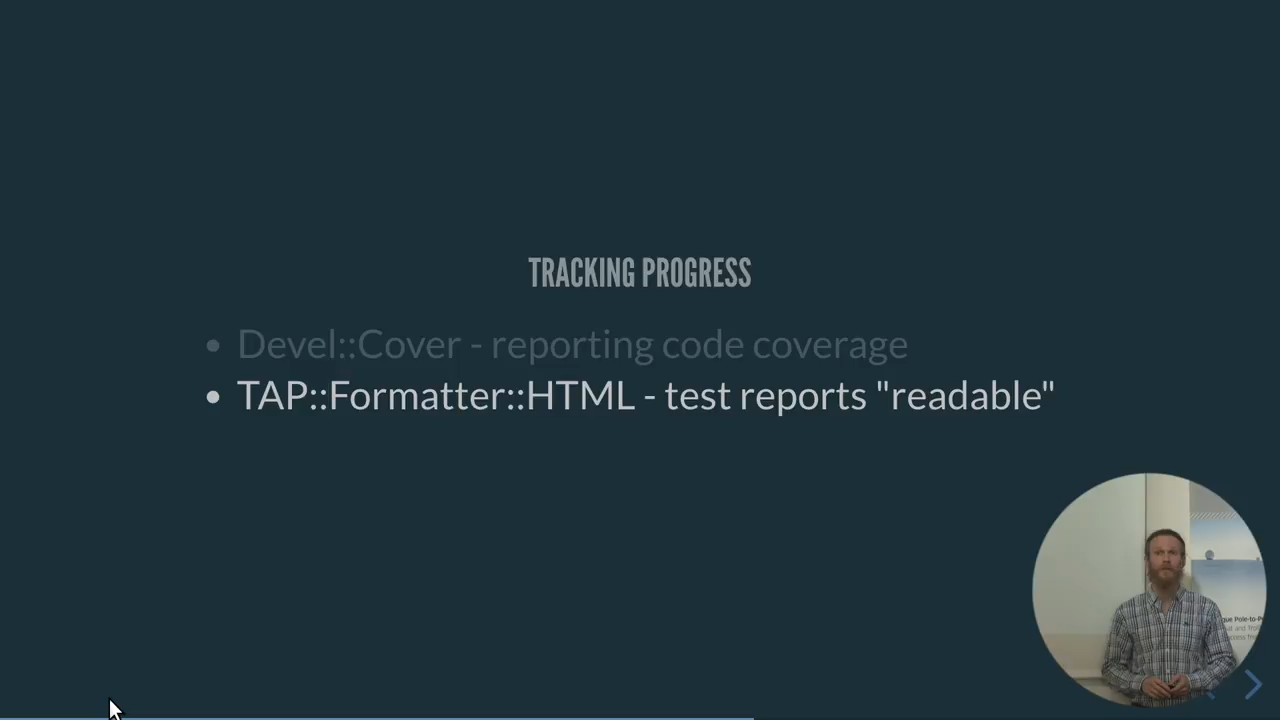 TRACKING PROGRESS
• Devel::Cover - reporting code coverage
• TAP::Formatter::HTML - test reports "readable"